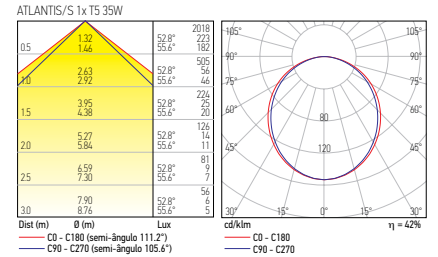 ATLANTIS/S 1x T5 35W
2018
1.32 52.8° 223
0.5 1.46 55.6° 182
505
2.63 52.8° 56
1.0 2.92 55.6° 46
224
3.95 52.8° 25
1.5 4.38 55.6° 20
126
5.27 52.8° 14
2.0 5.84 55.6° 11
81
6.59 52.8° 9
2.5 7.30 55.6° 7
56
7.90 52.8° 6
3.0 8.76 55.6° 5
Dist (m) Ø (m) Lux
C0 - C180 (semi-ângulo 111.2°)
C90 - C270 (semi-ângulo 105.6°)
105° 105°
90° 90°
75° 75°
80
60° 60°
120
45° 45°
30° 15° 0° 15° 30°
cd/klm η = 42%
C0 - C180
C90 - C270